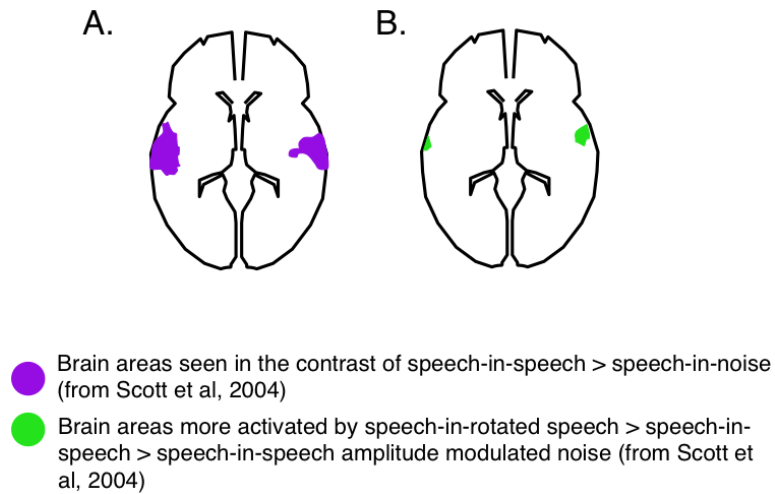 A.
B.
Brain areas seen in the contrast of speech-in-speech > speech-in-noise
(from Scott et al, 2004)
Brain areas more activated by speech-in-rotated speech > speech-in-
speech > speech-in-speech amplitude modulated noise (from Scott et
al, 2004)